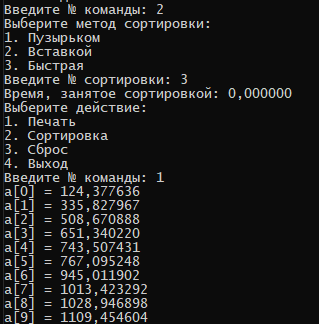 Введите № команды: 2
Выберите метод сортировки:
1. Пузырьком
2. Вставкой
3. Быстрая
Введите № сортировки: 3
Время, занятое сортировкой: 0,000000
Выберите действие:
1. Печать
2. Сортировка
3. Сброс
4. Выход
Введите № команды: 1
a[0] = 124,377636
a[1] = 335,827967
a[2] = 508,670888
a[3] = 651,340220
a[4] = 743,507431
a[5] = 767,095248
a[6] = 945,011902
a[7] = 1013,423292
a[8] = 1028,946898
a[9] = 1109,454604